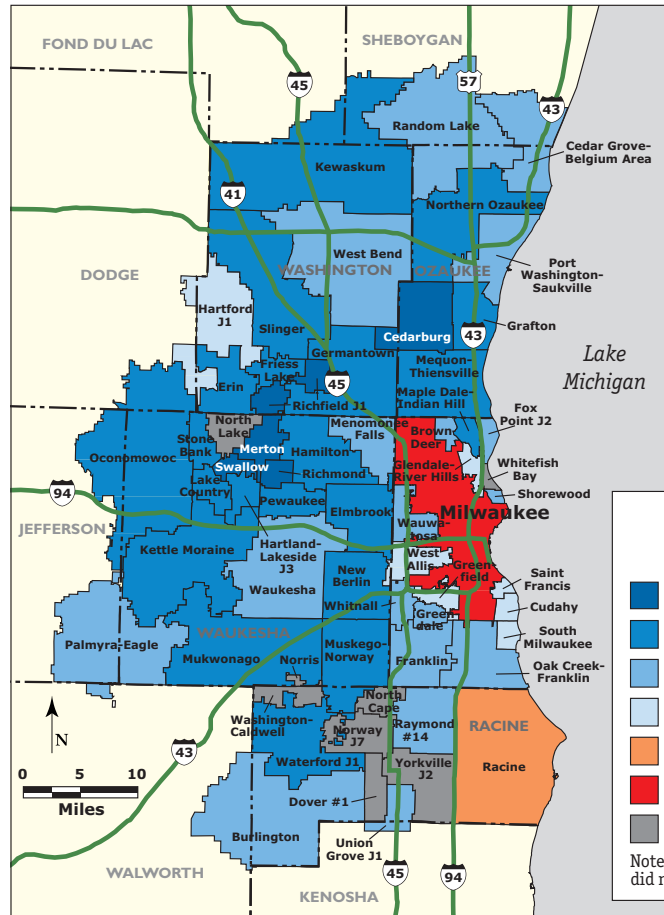 FOND DU LAC
SHEBOYGAN
45
57
43
Random Lake
Cedar Grove-
Belgium Area
Kewaskum
41
Northern Ozaukee
West Bend
WASHINGTON
OZAUKEE
Port
Washington-
Saukville
DODGE
Hartford
J1
Slinger
Cedarburg
43
Grafton
Germantown
Mequon-
Thiensville
Lake
Michigan
Friess
Lake
Erin
45
Richfield J1
Maple Dale-
Indian Hill
Fox
Point J2
North
Lake
Menomonee
Falls
Brown
Deer
Stone
Bank
Merton
Hamilton
Oconomowoc
Swallow
Richmond
Glendale-
River Hills
Whitefish
Bay
Shorewood
94
Lake
Country
Pewaukee
Elmbrook
Milwaukee
JEFFERSON
Wauwa-
tosa
Kettle Moraine
Hartland-
Lakeside
J3
West
Allis
Green-
field
Saint
Francis
Waukesha
New
Berlin
Whitnall
Cudahy
Green
dale
WAUKESHA
South
Milwaukee
Palmyra-Eagle
Mukwonago
Muskego-
Norway
Franklin
Oak Creek-
Franklin
Norris
North
Cape
Washington-
Caldwell
Norway
J7
Raymond
#14
RACINE
N
43
Waterford J1
Yorkville
J2
Racine
0 5 10
Miles
Dover #1
Burlington
Union
Grove J1
WALWORTH
45
94
KENOSHA
Note
did n